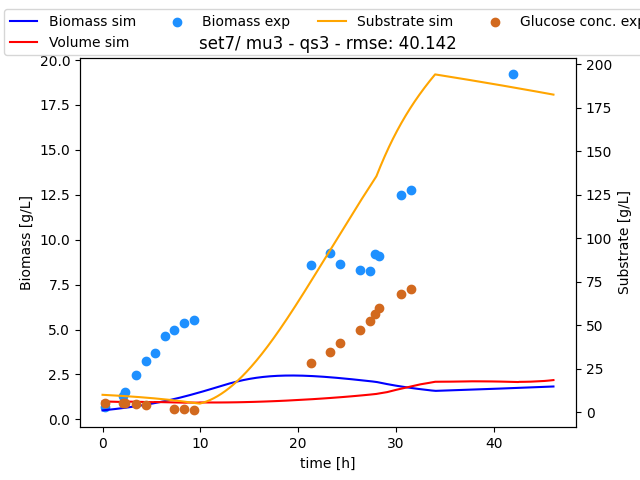 Biomass sim Biomass exp Substrate sim Glucose conc. exp
Volume sim
set7/ mu3 - qs3 - rmse: 40.142
20.0
17.5
15.0
12.5
10.0
7.5
5.0
2.5
0.0
Biomass [g/L]
200
175
150
125
100
75
50
25
0
Substrate [g/L]
0 10 20 30 40
time [h]